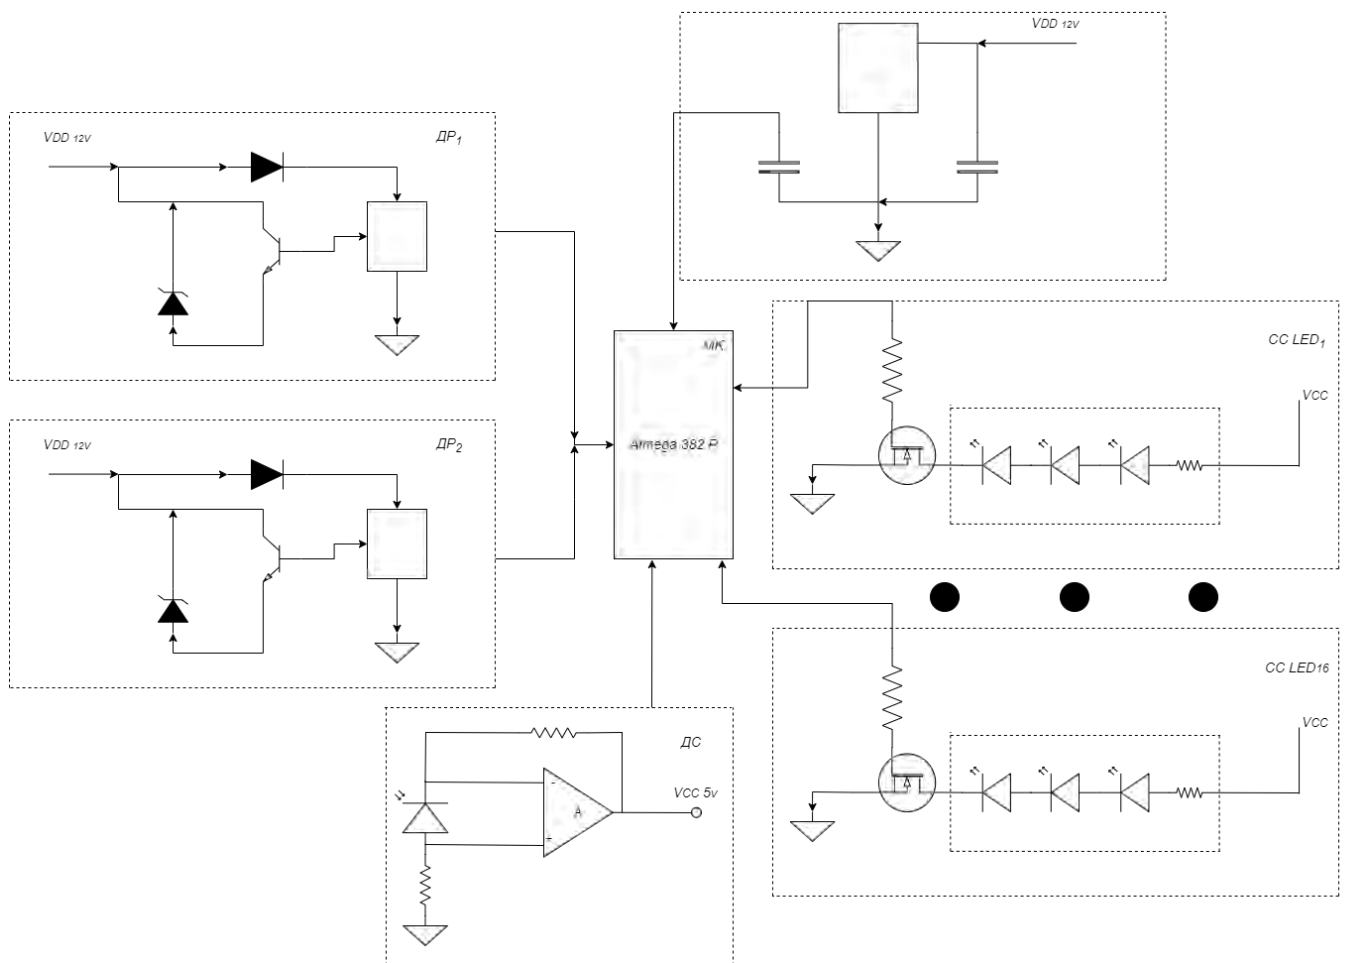 VDD 12V
VDD 12V
ДР1
МК
CC LED1
VCC
VDD 12V
ДР2
Atmega 382 P
CC LED16
VCC
ДС
VCC 5v
-
A
+